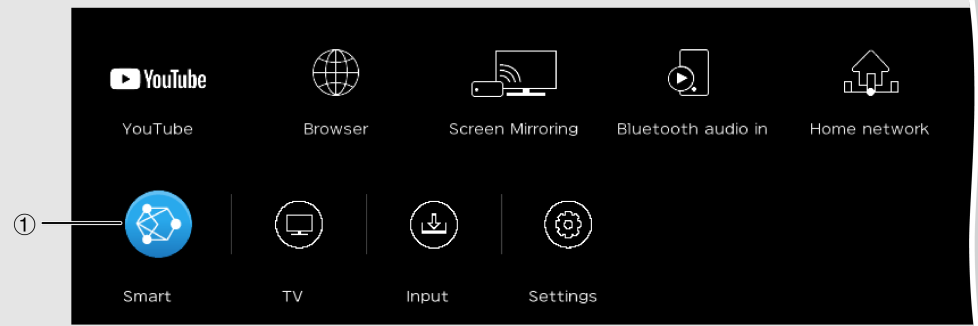 YouTube
YouTube Browser Screen Mirroring Bluetooth audio in Home network
①
Smart TV Input Settings